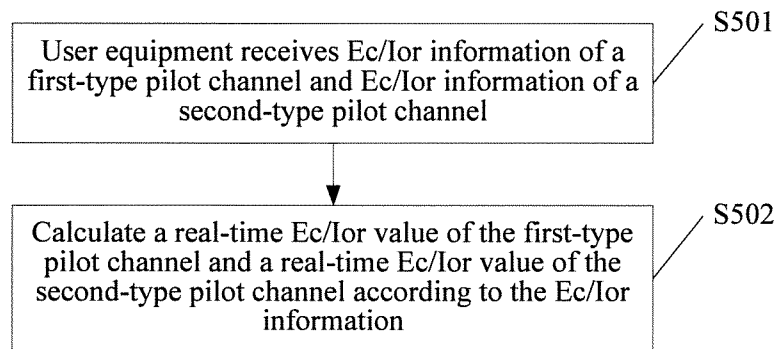 S501
User equipment receives Ec/Ior information of a
first-type pilot channel and Ec/Ior information of a
second-type pilot channel
S502
Calculate a real-time Ec/Ior value of the first-type
pilot channel and a real-time Ec/Ior value of the
second-type pilot channel according to the Ec/Ior
information